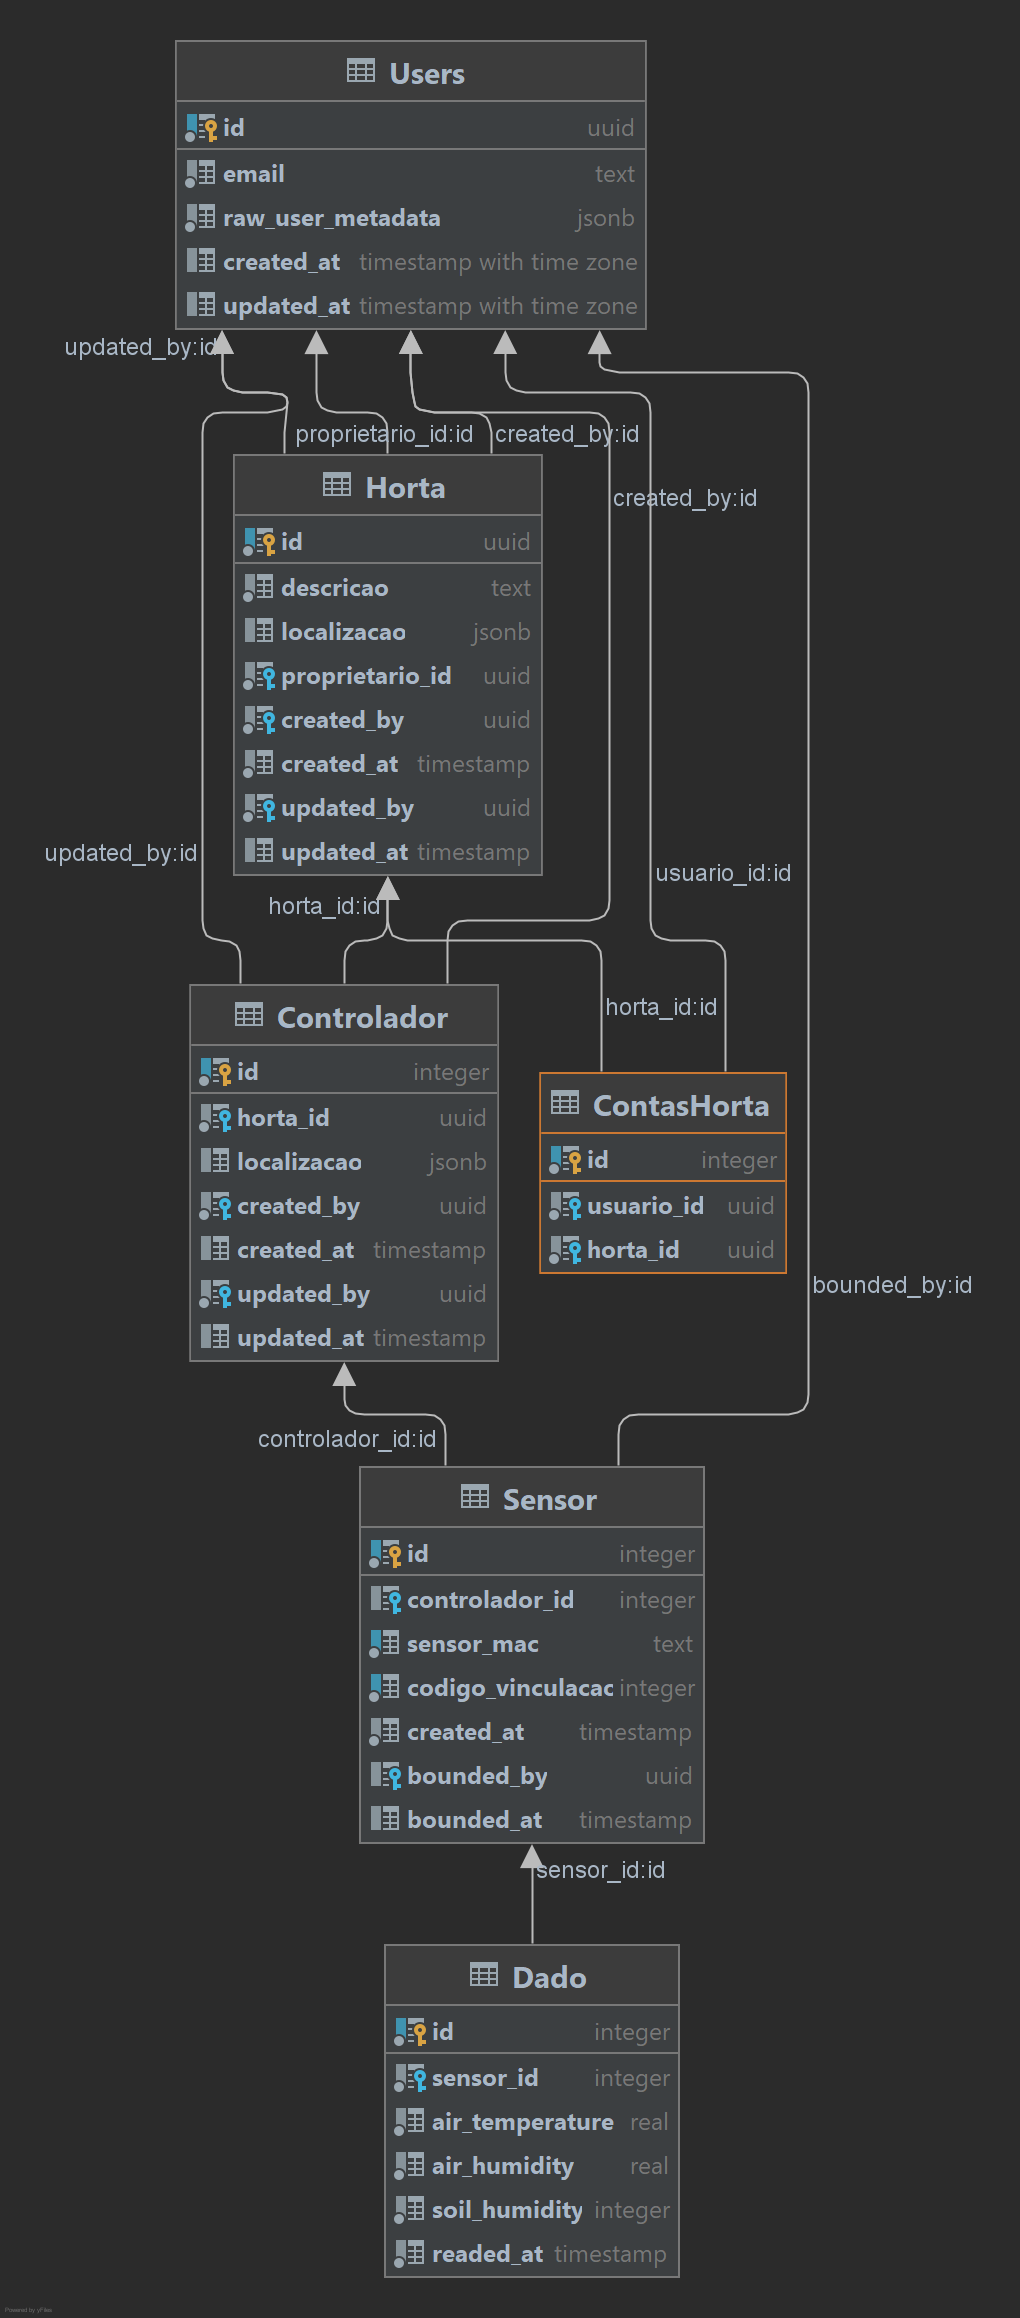 Users
id uuid
email text
raw_user_metadata jsonb
created_at timestamp with time zone
updated_at timestamp with time zone
updated_by:id
proprietario_id:id
created_by:id
Horta
created_by:id
id uuid
descricao text
localizacao jsonb
proprietario_id uuid
created_by uuid
created_at timestamp
updated_by uuid
updated_at timestamp
updated_by:id
usuario_id:id
horta_id:id
horta_id:id
Controlador
id integer
horta_id uuid
localizacao jsonb
created_by uuid
created_at timestamp
updated_by uuid
updated_at timestamp
ContasHorta
id integer
usuario_id uuid
horta_id uuid
bounded_by:id
controlador_id:id
Sensor
id integer
controlador_id integer
sensor_mac text
codigo_vinculacac integer
created_at timestamp
bounded_by uuid
bounded_at timestamp
sensor_id:id
Dado
id integer
sensor_id integer
air_temperature real
air_humidity real
soil_humidity integer
readed_at timestamp
Powered by yFiles